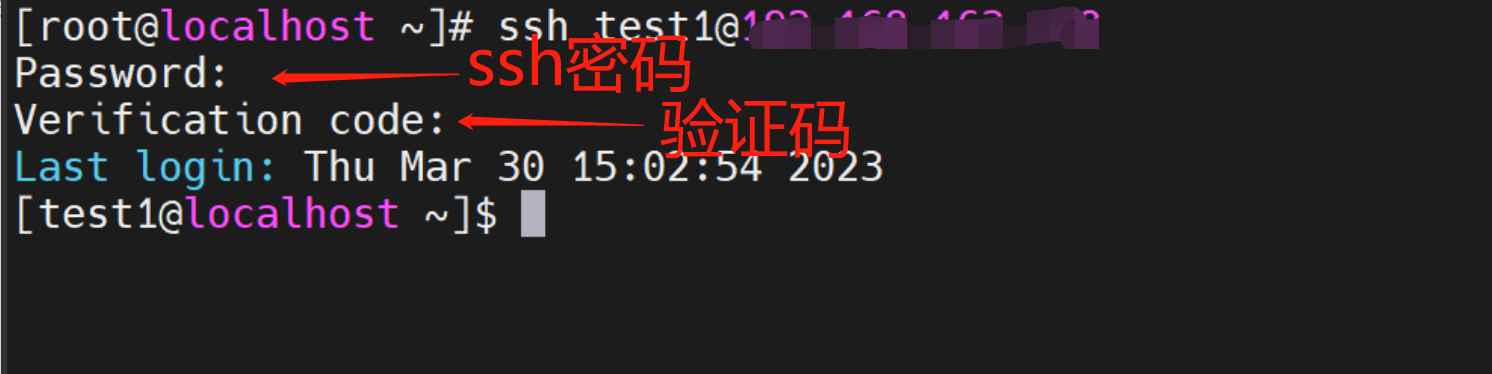 [root@localhost ~]# ssh test1@
Password:
ssh密码
Verification code:
验证码
Last login: Thu Mar 30 15:02:54 2023
[test1@localhost ~]$